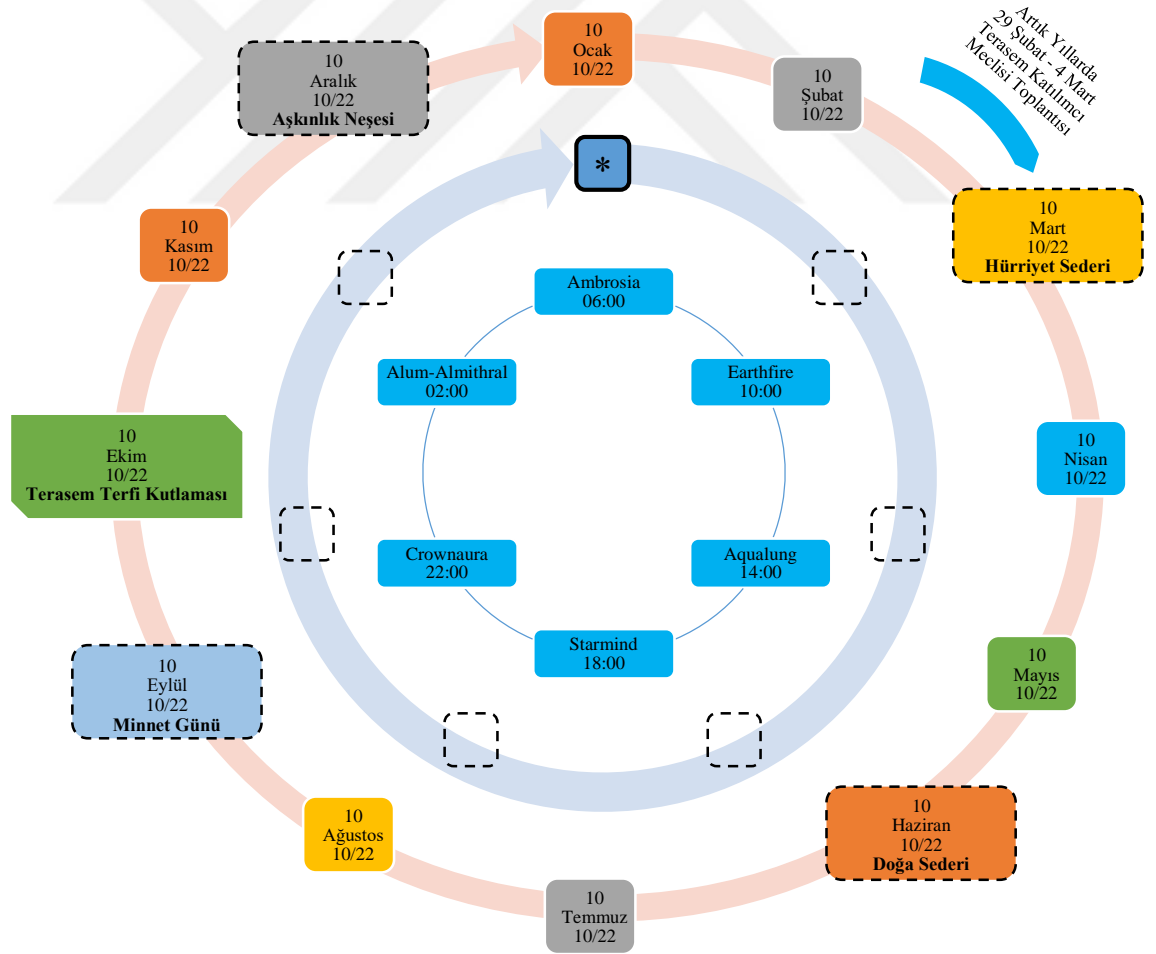 10
Ocak
10/22
10
Şubat
10/22
Artık Yıllarda
29 Şubat - 4 Mart
Terasem Katılımcı
Meclisi Toplantısı
10
Mart
10/22
Hürriyet Sederi
10
Nisan
10/22
10
Mayıs
10/22
10
Haziran
10/22
Doğa Sederi
10
Temmuz
10/22
10
Ağustos
10/22
10
Eylül
10/22
Minnet Günü
10
Ekim
10/22
Terasem Terfi Kutlaması
10
Kasım
10/22
10
Aralık
10/22
Aşkınlık Neşesi
*
Ambrosia
06:00
Earthfire
10:00
Aqualung
14:00
Starmind
18:00
Crownaura
22:00
Alum-Almithral
02:00